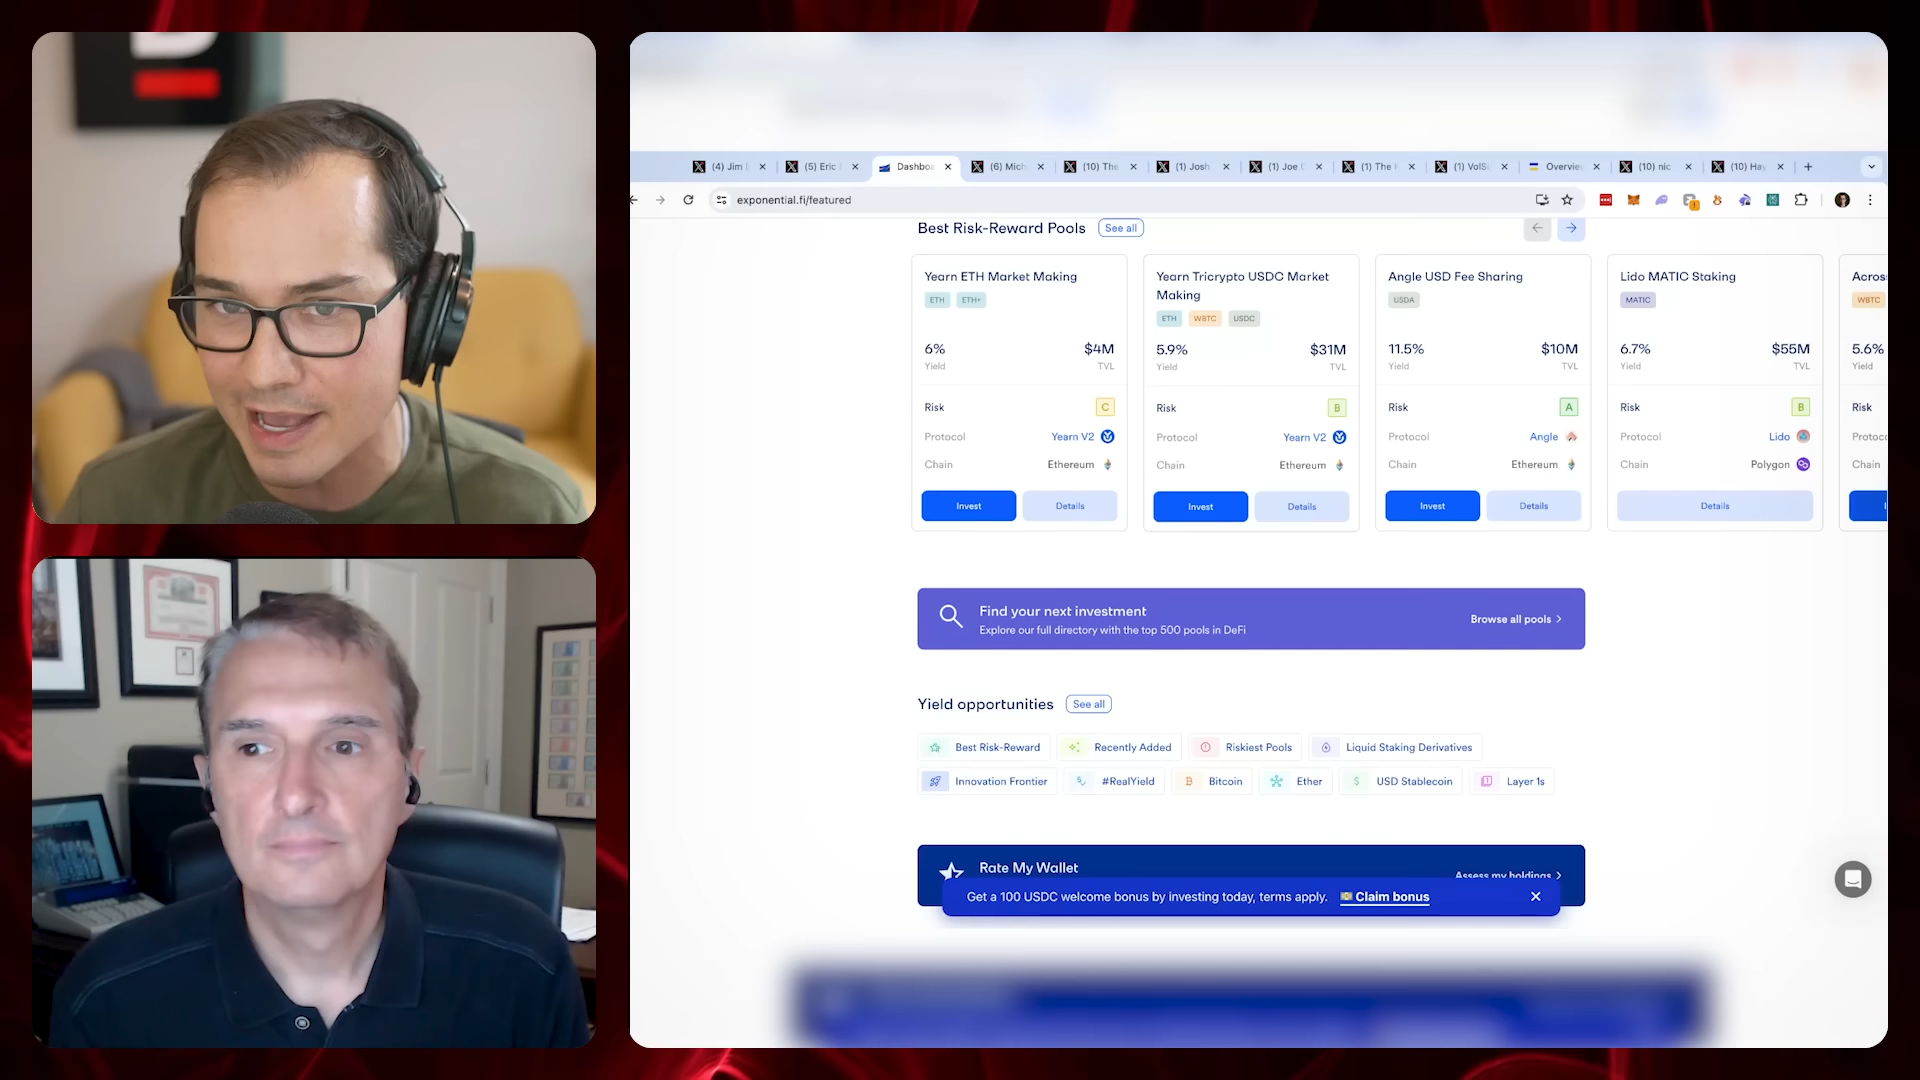 (4) Jim
(5) Eric
Dashboa
(6) Mich
(10) The
(1) Josh
(1) Joe
(1) The
(1) VolS
Overview
(10) nic
(10) Hay
exponential.fi/featured
Best Risk-Reward Pools See all
Yearn ETH Market Making
ETH ETH+
6% $4M
Yield TVL
Risk C
Protocol Yearn V2
Chain Ethereum
Invest Details
Yearn Tricrypto USDC Market
Making
ETH WBTC USDC
5.9% $31M
Yield TVL
Risk B
Protocol Yearn V2
Chain Ethereum
Invest Details
Angle USD Fee Sharing
USDA
11.5% $10M
Yield TVL
Risk A
Protocol Angle
Chain Ethereum
Invest Details
Lido MATIC Staking
MATIC
6.7% $55M
Yield TVL
Risk B
Protocol Lido
Chain Polygon
Details
Acros
WBTC
5.6%
Yield
Risk
Protoco
Chain
Find your next investment
Explore our full directory with the top 500 pools in DeFi
Browse all pools >
Yield opportunities See all
Best Risk-Reward Recently Added Riskiest Pools Liquid Staking Derivatives
Innovation Frontier #RealYield Bitcoin Ether USD Stablecoin Layer 1s
Rate My Wallet
Assess my holdings >
Get a 100 USDC welcome bonus by investing today, terms apply. Claim bonus